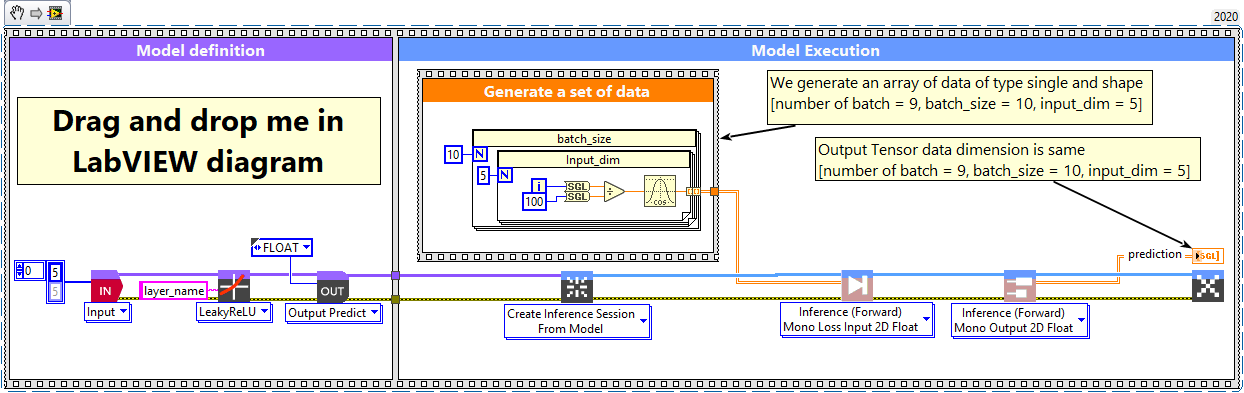 2020
Model definition
Model Execution
Drag and drop me in
LabVIEW diagram
Generate a set of data
We generate an array of data of type single and shape
[number of batch = 9, batch_size = 10, input_dim = 5]
Output Tensor data dimension is same
[number of batch = 9, batch_size = 10, input_dim = 5]
batch_size
10
N
Input_dim
5
N
i
SGL
100
SGL
÷
COS
FLOAT
0
5
5
IN
layer_name
OUT
prediction
SGL
Input
LeakyReLU
Output Predict
Create Inference Session
From Model
Inference (Forward)
Mono Loss Input 2D Float
Inference (Forward)
Mono Output 2D Float